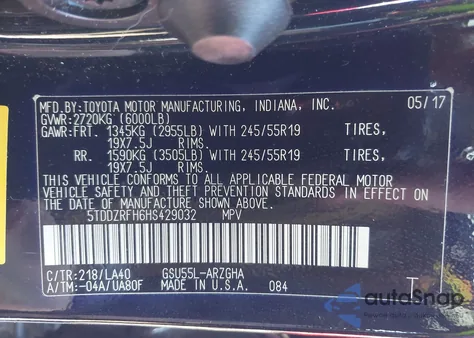 MFD.BY:TOYOTA MOTOR MANUFACTURING, INDIANA, INC. 05/17
GVWR:2720KG (6000LB)
GAWR:FRT. 1345KG (2955LB) WITH 245/55R19 TIRES,
19X7.5J RIMS.
RR. 1590KG (3505LB) WITH 245/55R19 TIRES,
19X7.5J RIMS.
THIS VEHICLE CONFORMS TO ALL APPLICABLE FEDERAL MOTOR
VEHICLE SAFETY AND THEFT PREVENTION STANDARDS IN EFFECT ON
THE DATE OF MANUFACTURE SHOWN ABOVE.
5TDDZRFH6HS429032 MPV
C/TR:218/LA40 GSU55L-ARZGHA
A/TM:-04A/UA80F MADE IN U.S.A. 084 T
autoSnap